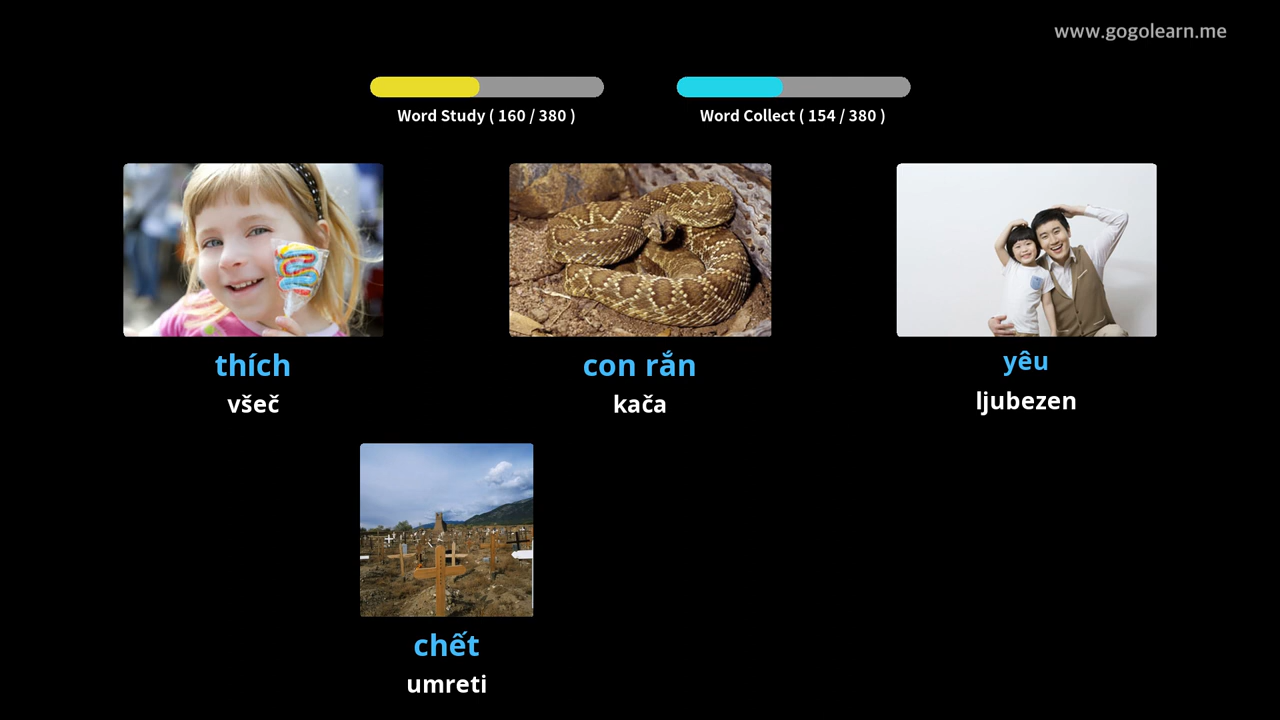 www.gogolearn.me
Word Study ( 160 / 380 )
Word Collect ( 154 / 380 )
thích
všeč
con rắn
kača
yêu
ljubezen
chết
umreti